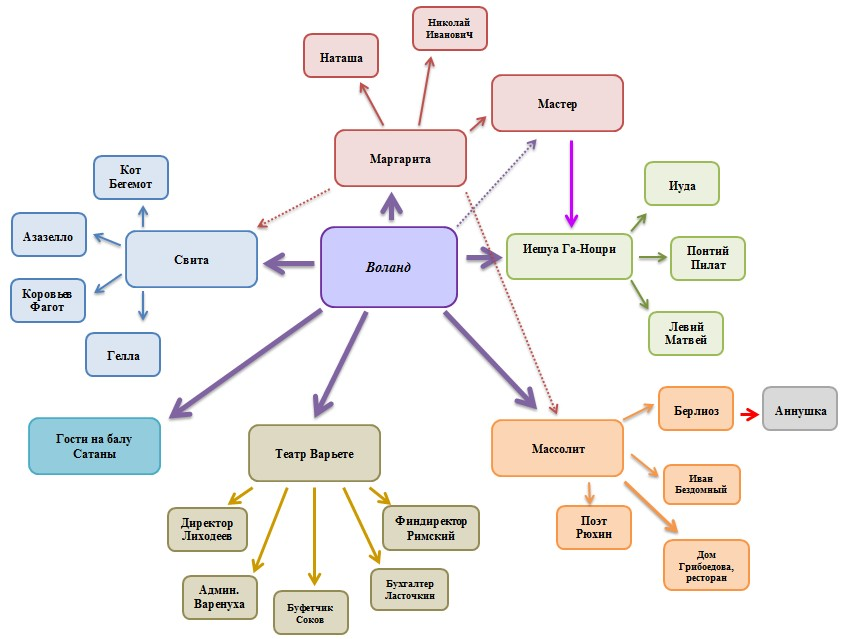 Николай
Иванович
Наташа
Мастер
Маргарита
Кот
Бегемот
Иуда
Азазелло
Свита
Воланд
Иешуа Га-Ноцри
Понтий
Пилат
Коровьев
Фагот
Левий
Матвей
Гелла
Берлиоз
Аннушка
Гости на балу
Сатаны
Театр Варьете
Массолит
Иван
Бездомный
Директор
Лиходеев
Финдиректор
Римский
Поэт
Рюхин
Дом
Грибоедова,
ресторан
Админ.
Варенуха
Буфетчик
Соков
Бухгалтер
Ласточкин